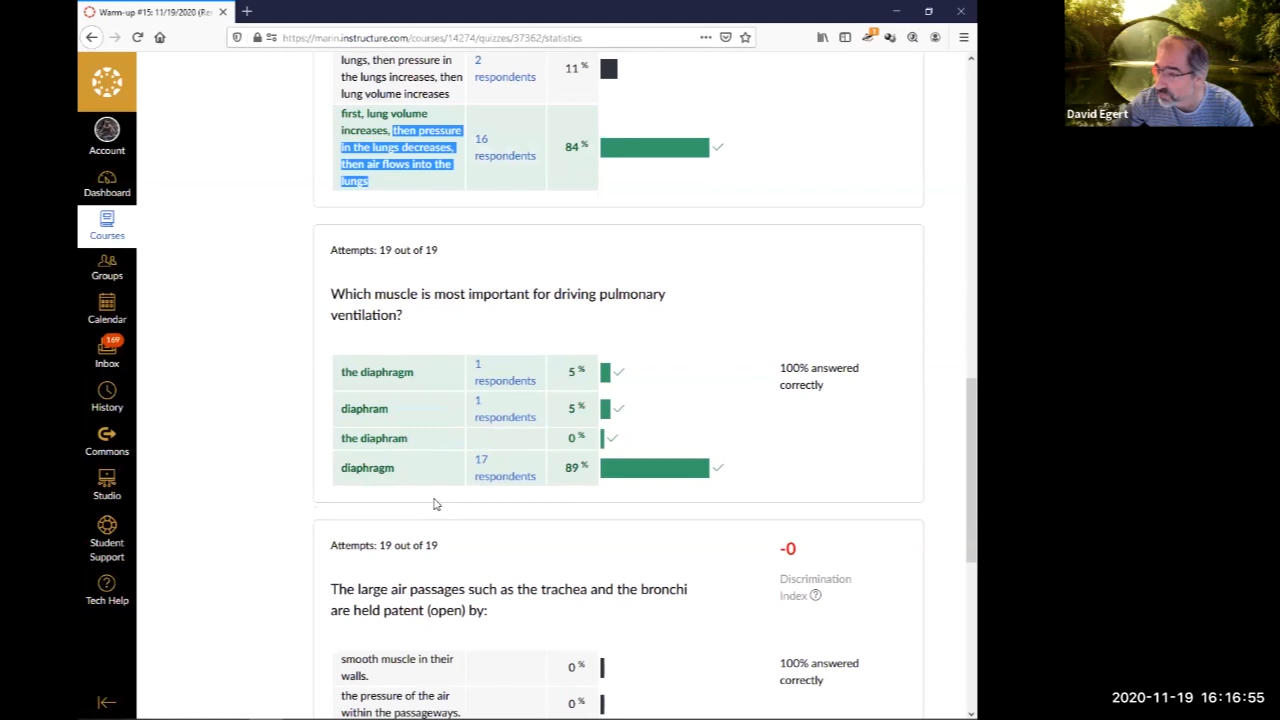 Warm-up #15: 11/19/2020 (Re
https://marin.instructure.com/courses/14274/quizzes/37362/statistics
Account
Dashboard
Courses
Groups
Calendar
169
Inbox
History
Commons
Studio
Student
Support
Tech Help
lungs, then pressure in
the lungs increases, then
lung volume increases
2
respondents
11 %
first, lung volume
increases, then pressure
in the lungs decreases,
then air flows into the
lungs
16
respondents
84 %
Attempts: 19 out of 19
Which muscle is most important for driving pulmonary
ventilation?
the diaphragm
1
respondents
5 %
diaphram
1
respondents
5 %
the diaphram
0 %
diaphragm
17
respondents
89 %
100% answered
correctly
Attempts: 19 out of 19
-0
Discrimination
Index
The large air passages such as the trachea and the bronchi
are held patent (open) by:
smooth muscle in their
walls.
0 %
the pressure of the air
within the passageways.
0 %
100% answered
correctly
David Egert
2020-11-19 16:16:55